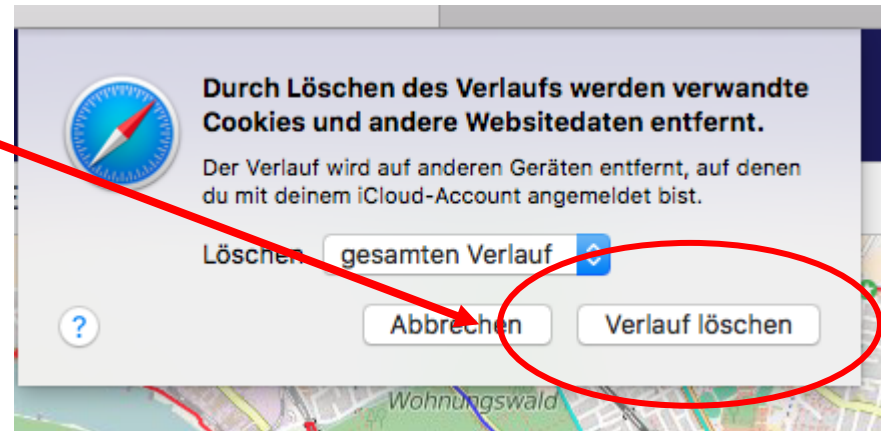 Durch Löschen des Verlaufs werden verwandte
Cookies und andere Websitedaten entfernt.
Der Verlauf wird auf anderen Geräten entfernt, auf denen
du mit deinem iCloud-Account angemeldet bist.
Löschen gesamten Verlauf
? Abbrechen Verlauf löschen
Wohnungswald